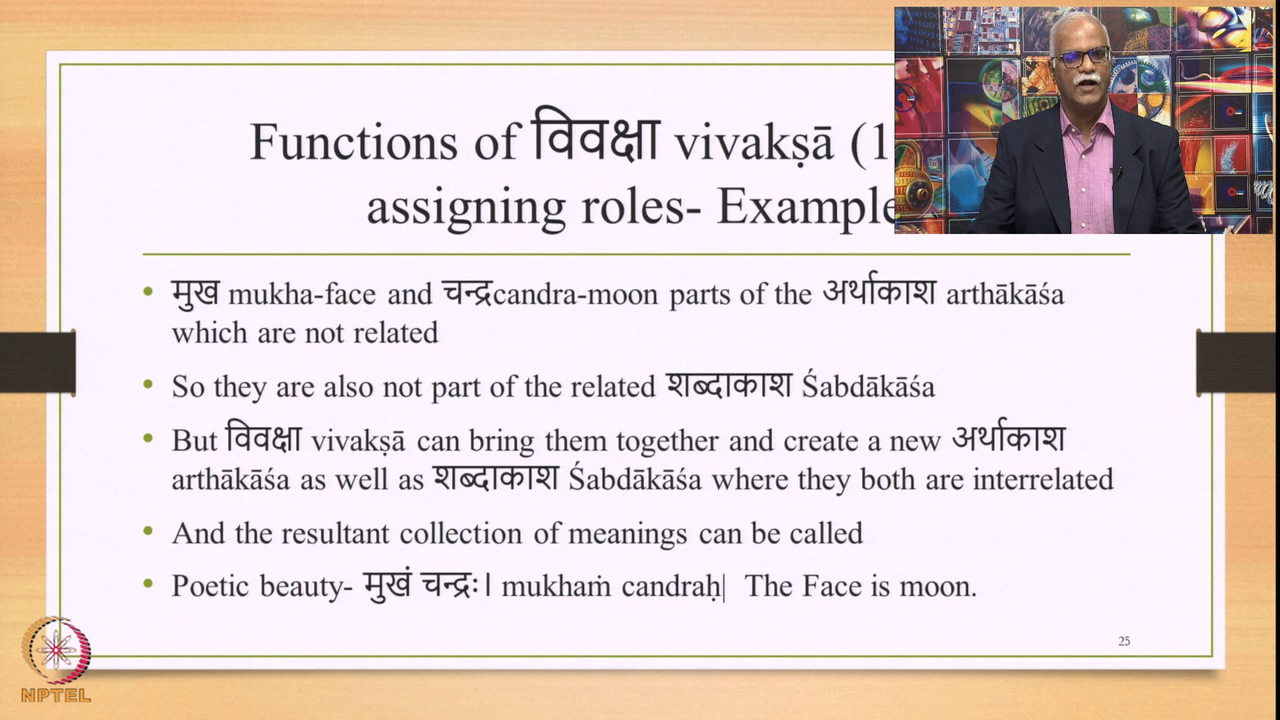 Functions of विवक्षा vivakṣā (1
assigning roles- Example
• मुख mukha-face and चन्द्रcandra-moon parts of the अर्थाकाश arthākāśa
which are not related
• So they are also not part of the related शब्दाकाश Śabdākāśa
• But विवक्षा vivakṣā can bring them together and create a new अर्थाकाश
arthākāśa as well as शब्दाकाश Śabdākāśa where they both are interrelated
• And the resultant collection of meanings can be called
• Poetic beauty- मुखं चन्द्रः। mukhaṁ candraḥ| The Face is moon.
25
NPTEL